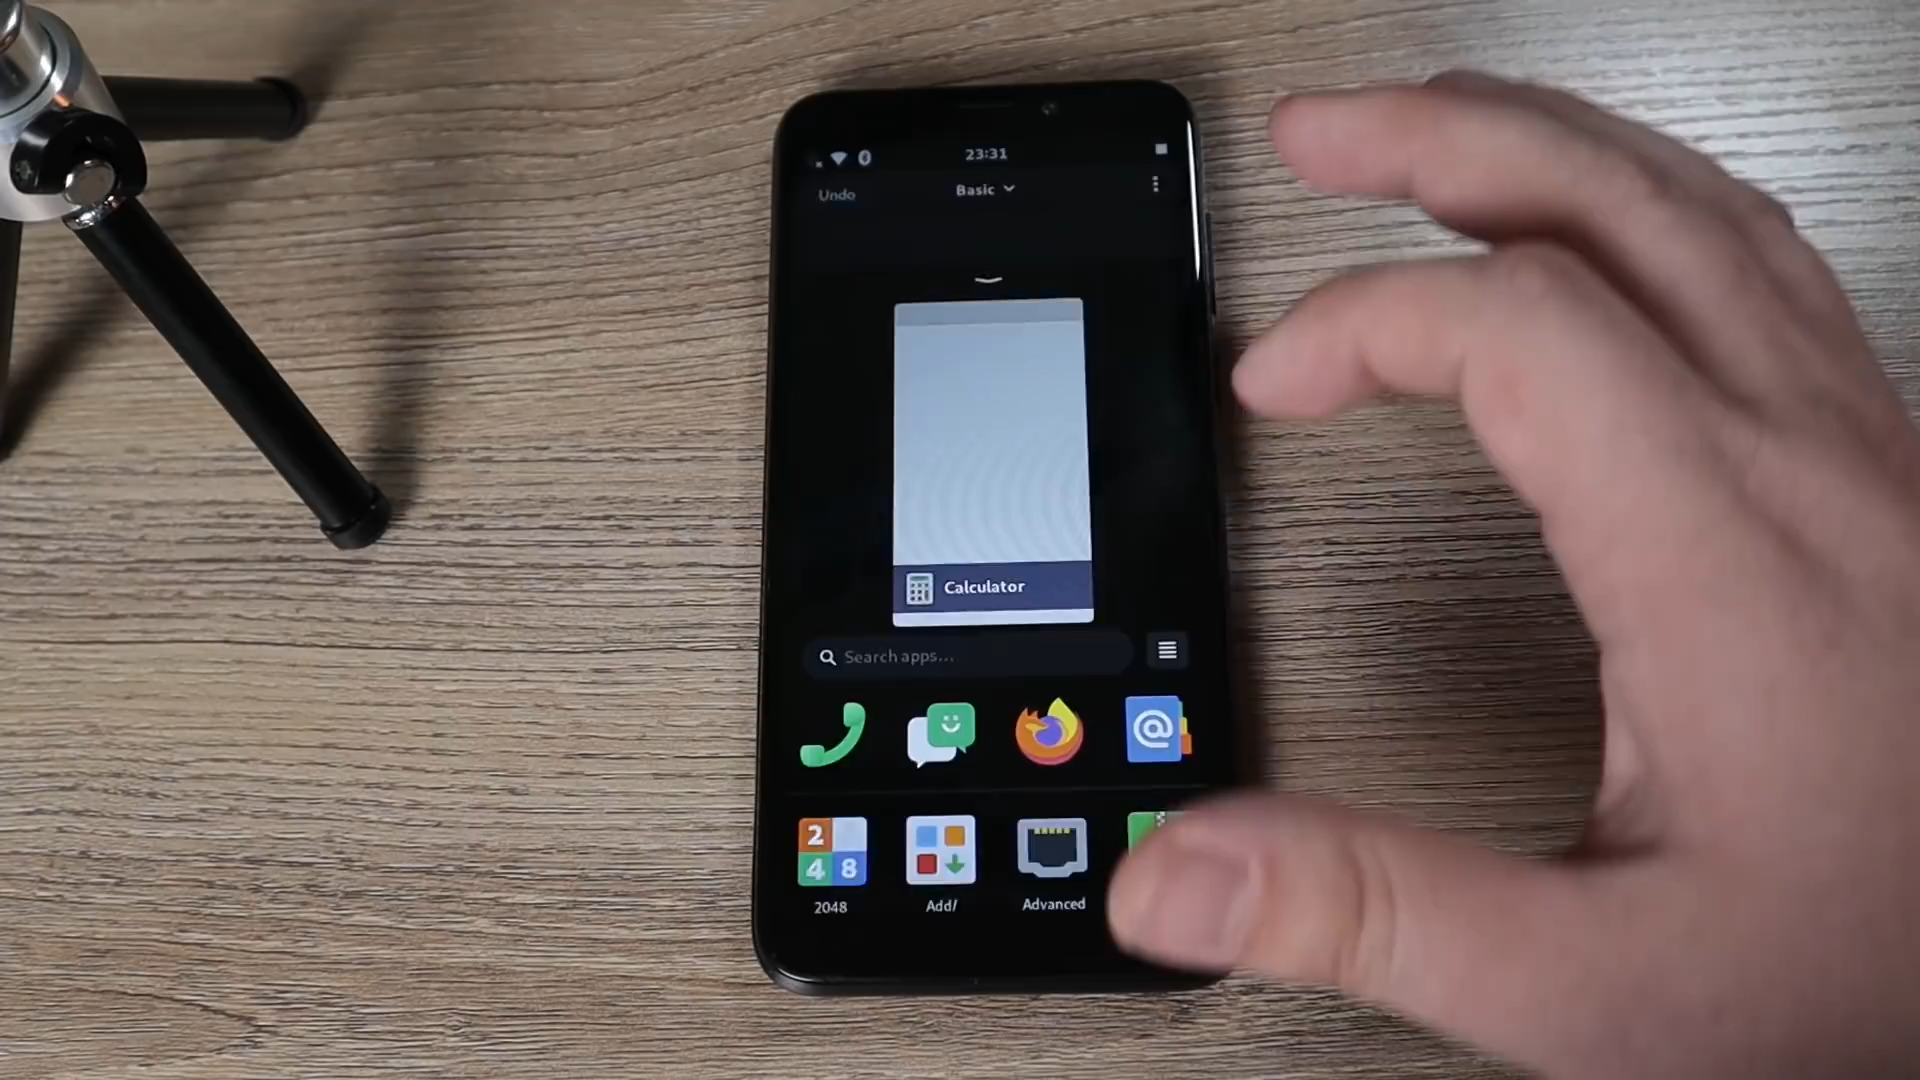 23:31
Undo Basic
Calculator
Search apps...
@
2
4 8
2048 Add/ Advanced